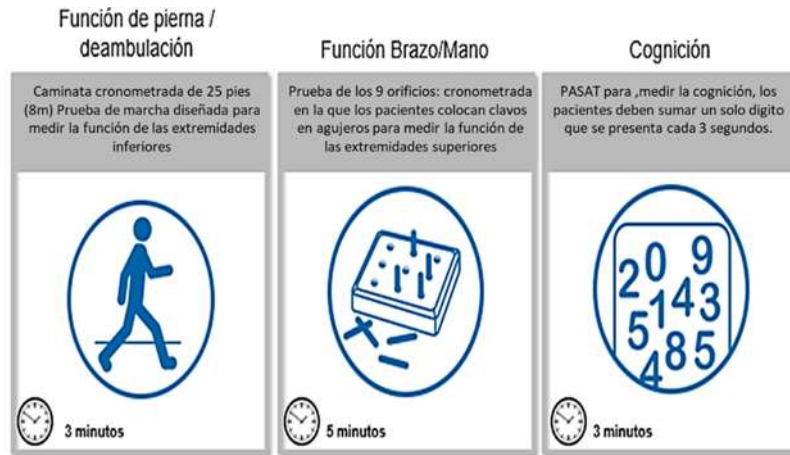 Función de pierna /
deambulación
Caminata cronometrada de 25 pies
(8m) Prueba de marcha diseñada para
medir la función de las extremidades
inferiores
3 minutos
Función Brazo/Mano
Prueba de los 9 orificios: cronometrada
en la que los pacientes colocan clavos
en agujeros para medir la función de
las extremidades superiores
5 minutos
Cognición
PASAT para ,medir la cognición, los
pacientes deben sumar un solo digito
que se presenta cada 3 segundos.
2 0 9
5 1 4 3
4 8 5
3 minutos